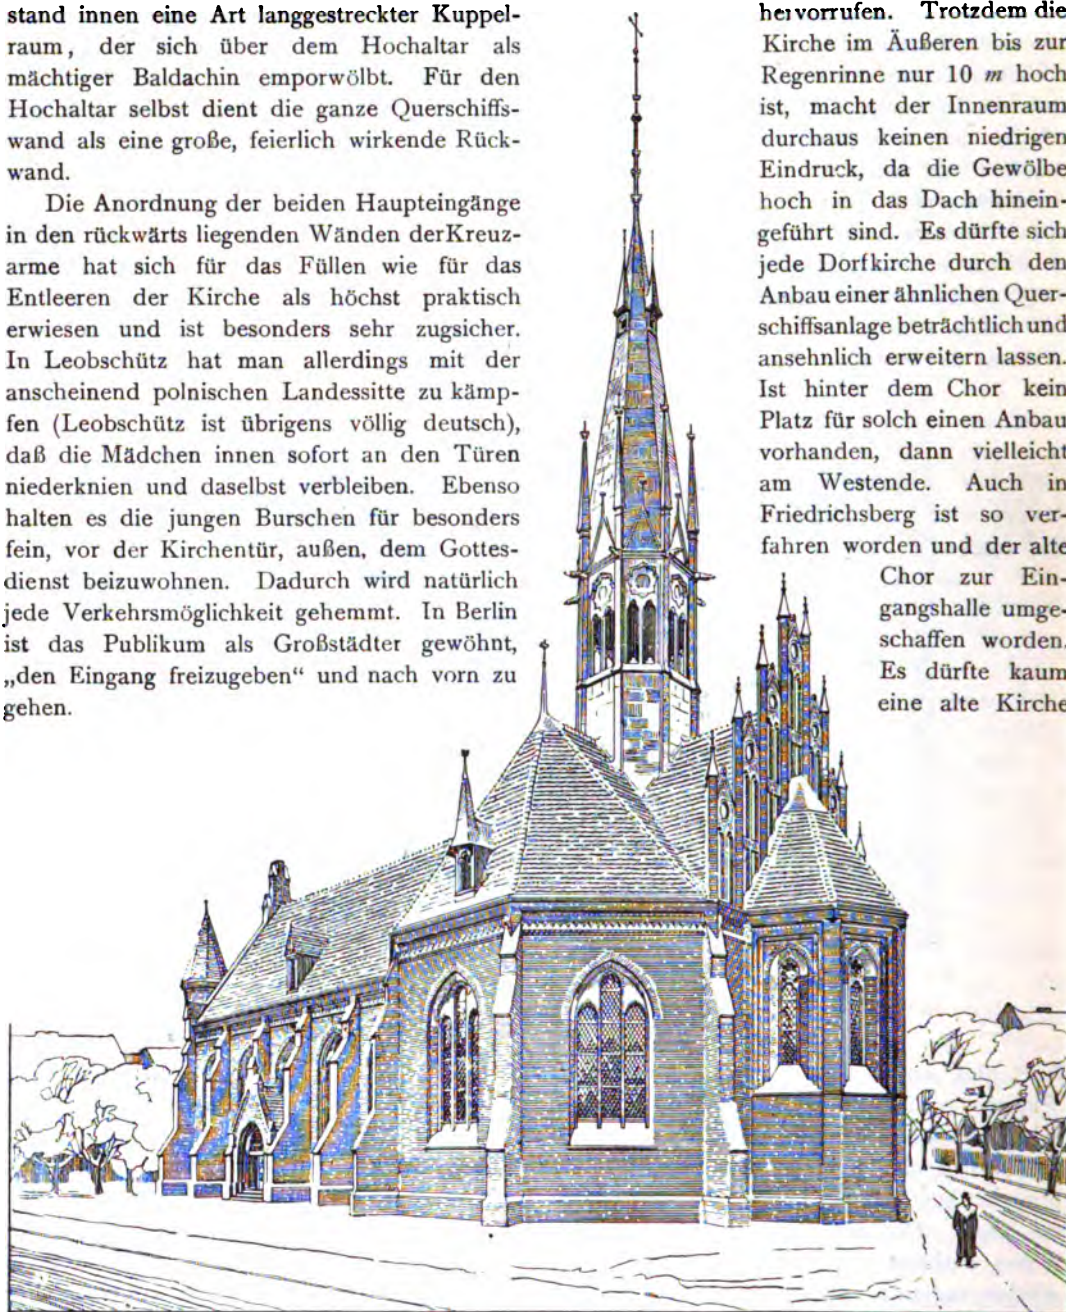 stand innen eine Art langgestreckter Kuppel-
raum, der sich über dem Hochaltar als
mächtiger Baldachin emporwölbt. Für den
Hochaltar selbst dient die ganze Querschiffs-
wand als eine große, feierlich wirkende Rück-
wand.
Die Anordnung der beiden Haupteingänge
in den rückwärts liegenden Wänden der Kreuz-
arme hat sich für das Füllen wie für das
Entleeren der Kirche als höchst praktisch
erwiesen und ist besonders sehr zugsicher.
In Leobschütz hat man allerdings mit der
anscheinend polnischen Landessitte zu kämp-
fen (Leobschütz ist übrigens völlig deutsch),
daß die Mädchen innen sofort an den Türen
niederknien und daselbst verbleiben. Ebenso
halten es die jungen Burschen für besonders
fein, vor der Kirchentür, außen, dem Gottes-
dienst beizuwohnen. Dadurch wird natürlich
jede Verkehrsmöglichkeit gehemmt. In Berlin
ist das Publikum als Großstädter gewöhnt,
„den Eingang freizugeben“ und nach vorn zu
gehen.
hervorrufen. Trotzdem die
Kirche im Äußeren bis zur
Regenrinne nur 10 m hoch
ist, macht der Innenraum
durchaus keinen niedrigen
Eindruck, da die Gewölbe
hoch in das Dach hinein-
geführt sind. Es dürfte sich
jede Dorfkirche durch den
Anbau einer ähnlichen Quer-
schiffsanlage beträchtlich und
ansehnlich erweitern lassen.
Ist hinter dem Chor kein
Platz für solch einen Anbau
vorhanden, dann vielleicht
am Westende. Auch in
Friedrichsberg ist so ver-
fahren worden und der alte
Chor zur Ein-
gangshalle umge-
schaffen worden.
Es dürfte kaum
eine alte Kirche